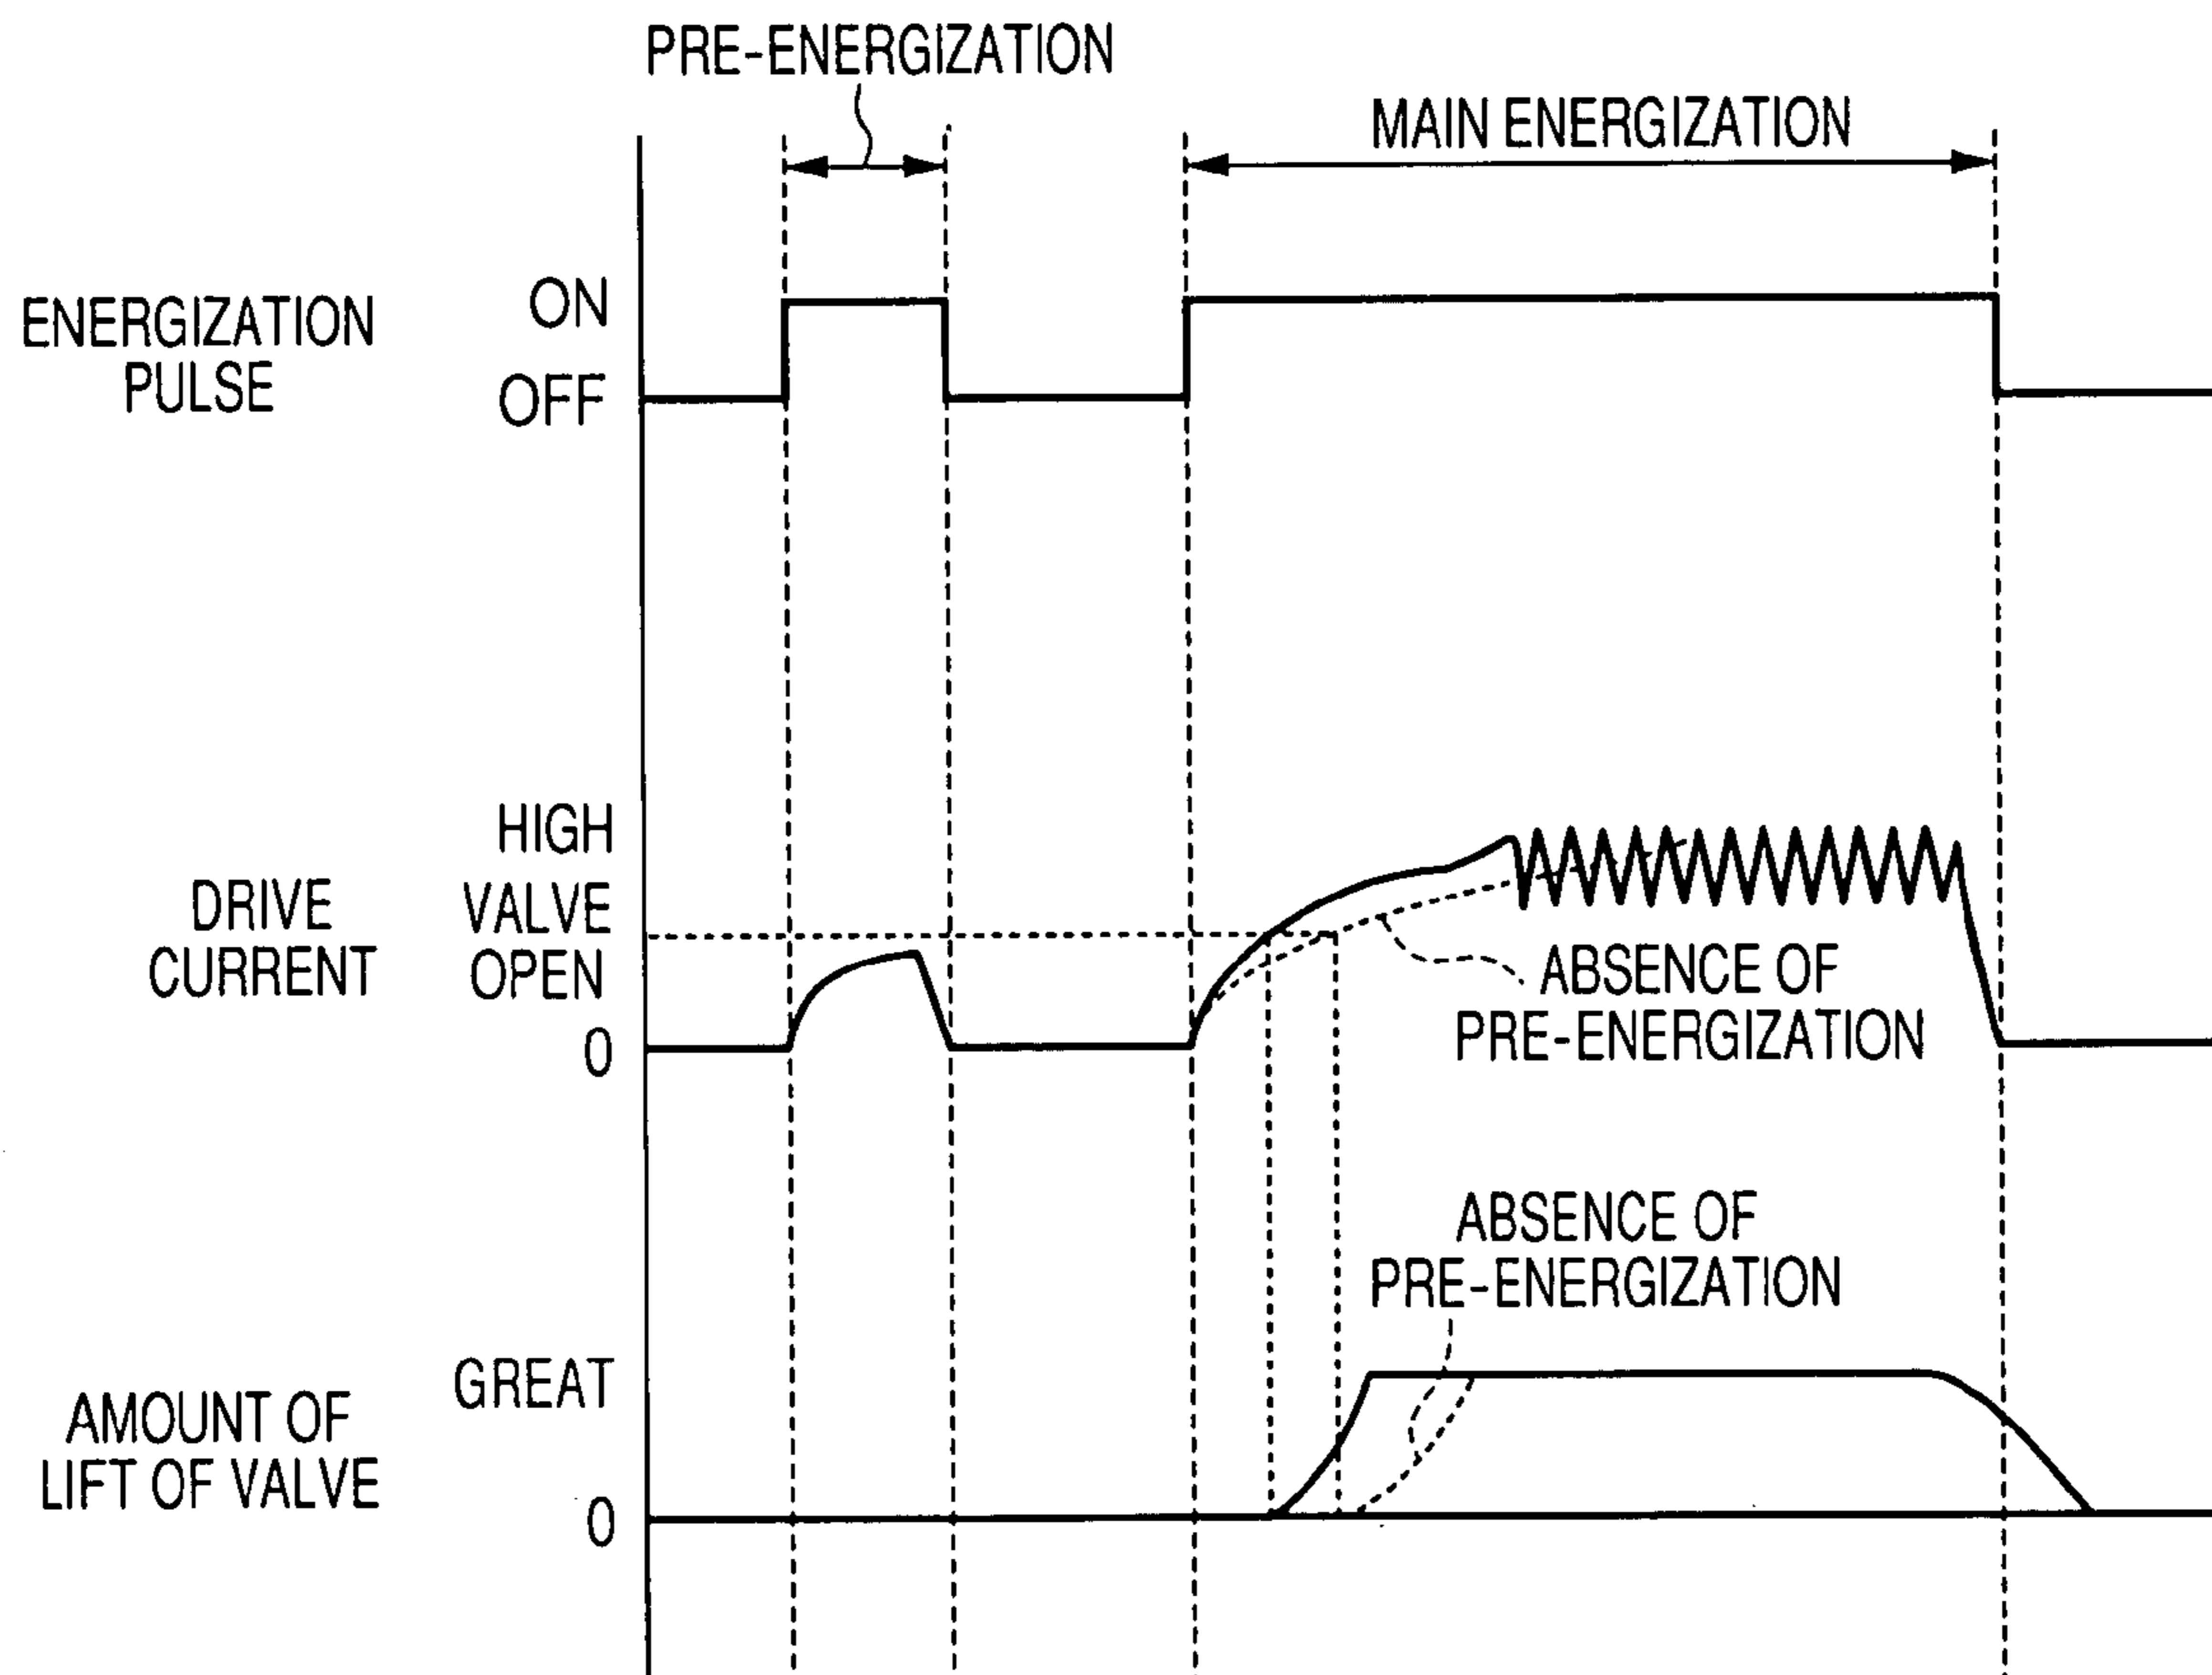 PRE-ENERGIZATION
MAIN ENERGIZATION
ENERGIZATION
PULSE
ON
OFF
DRIVE
CURRENT
HIGH
VALVE
OPEN
0
ABSENCE OF
PRE-ENERGIZATION
ABSENCE OF
PRE-ENERGIZATION
AMOUNT OF
LIFT OF VALVE
GREAT
0